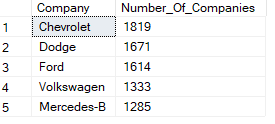 Company Number_Of_Companies
1 Chevrolet 1819
2 Dodge 1671
3 Ford 1614
4 Volkswagen 1333
5 Mercedes-B 1285